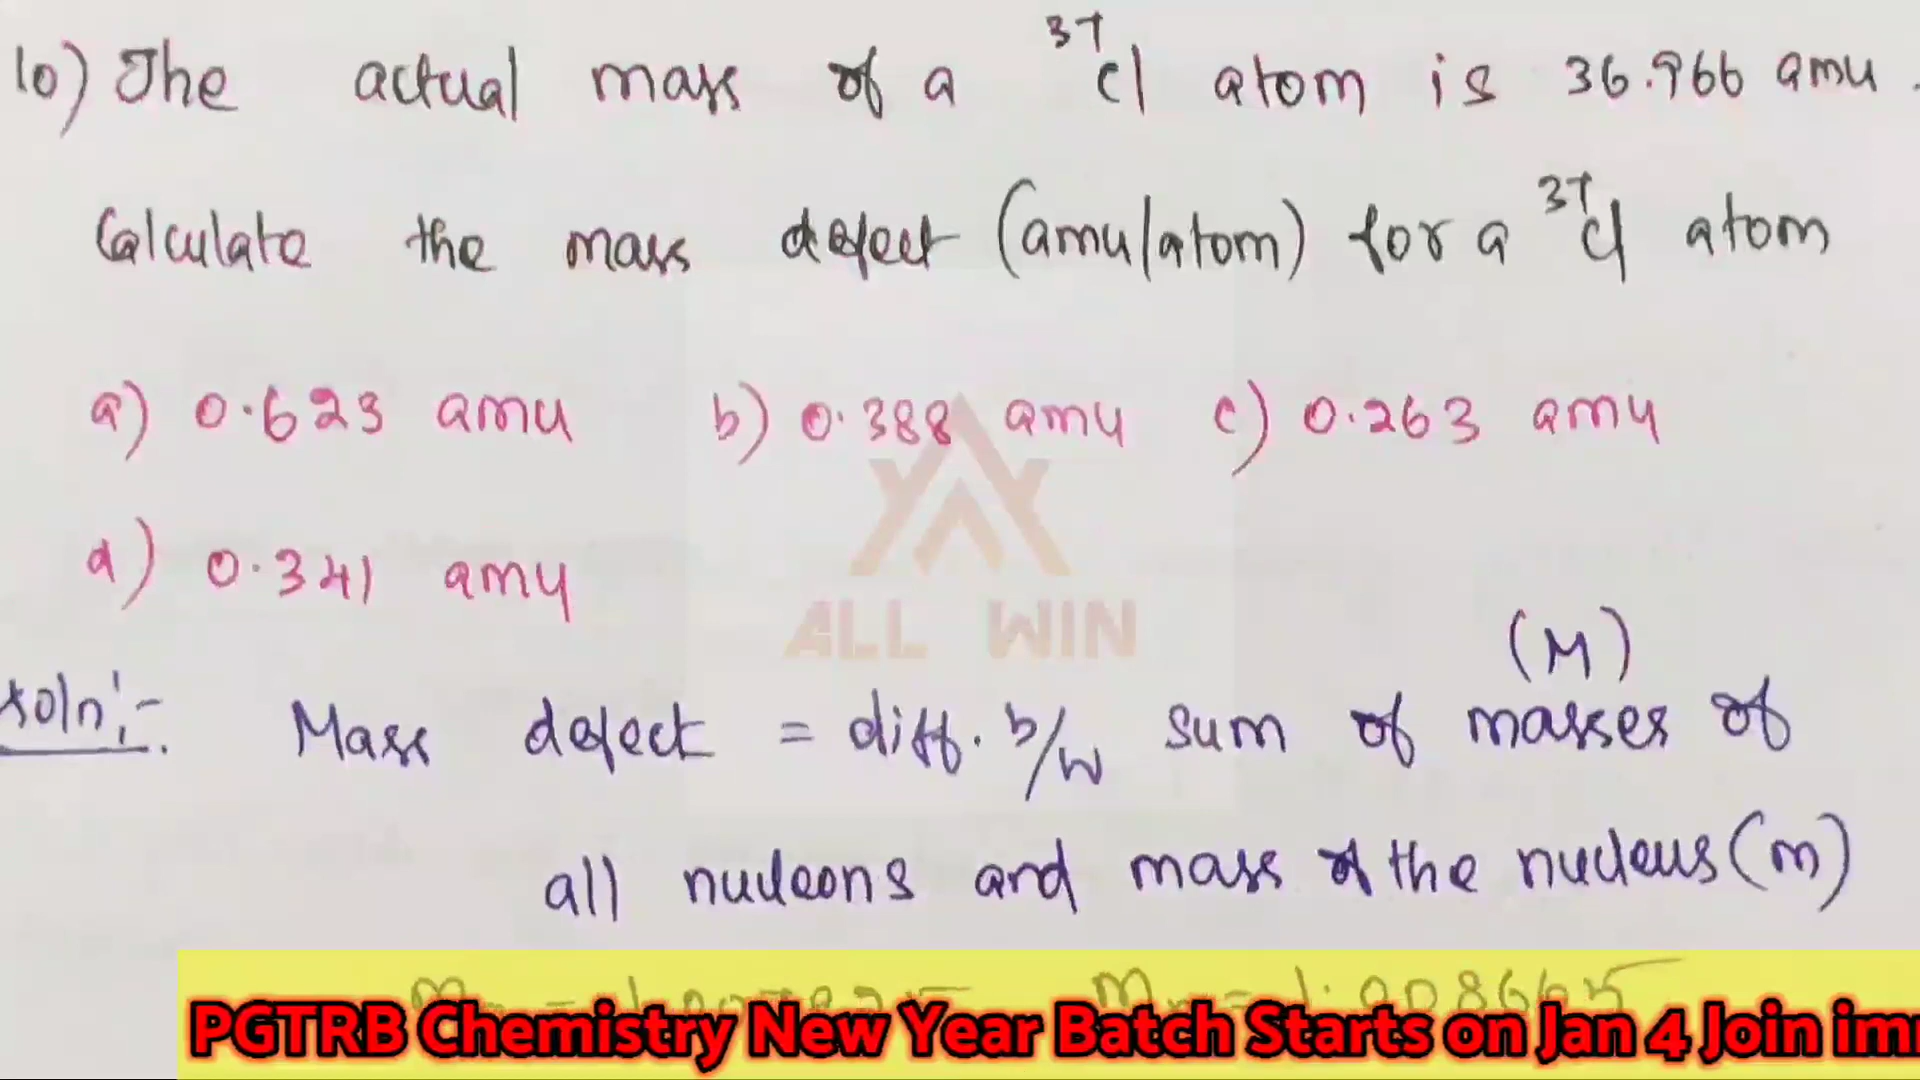 10) The actual mass of a 37Cl atom is 36.966 amu.
Calculate the mass defect (amu/atom) for a 37Cl atom
a) 0.623 amu b) 0.388 amu c) 0.263 amu
d) 0.341 amu
ALL WIN
(M)
soln:- Mass defect = diff. b/w sum of masses of
all nucleons and mass of the nucleus (m)
PGTRB Chemistry New Year Batch Starts on Jan 4 Join